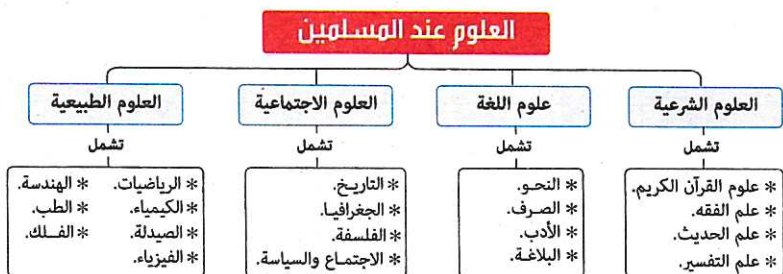 العلوم عند المسلمين
العلوم الشرعية
تشمل
* علوم القرآن الكريم.
* علم الفقه.
* علم الحديث.
* علم التفسير.
علوم اللغة
تشمل
* النحو.
* الصرف.
* الأدب.
* البلاغة.
العلوم الاجتماعية
تشمل
* التاريخ.
* الجغرافيا.
* الفلسفة.
* الاجتماع والسياسة.
العلوم الطبيعية
تشمل
* الرياضيات. * الهندسة.
* الكيمياء. * الطب.
* الصيدلة. * الفلك.
* الفيزياء.